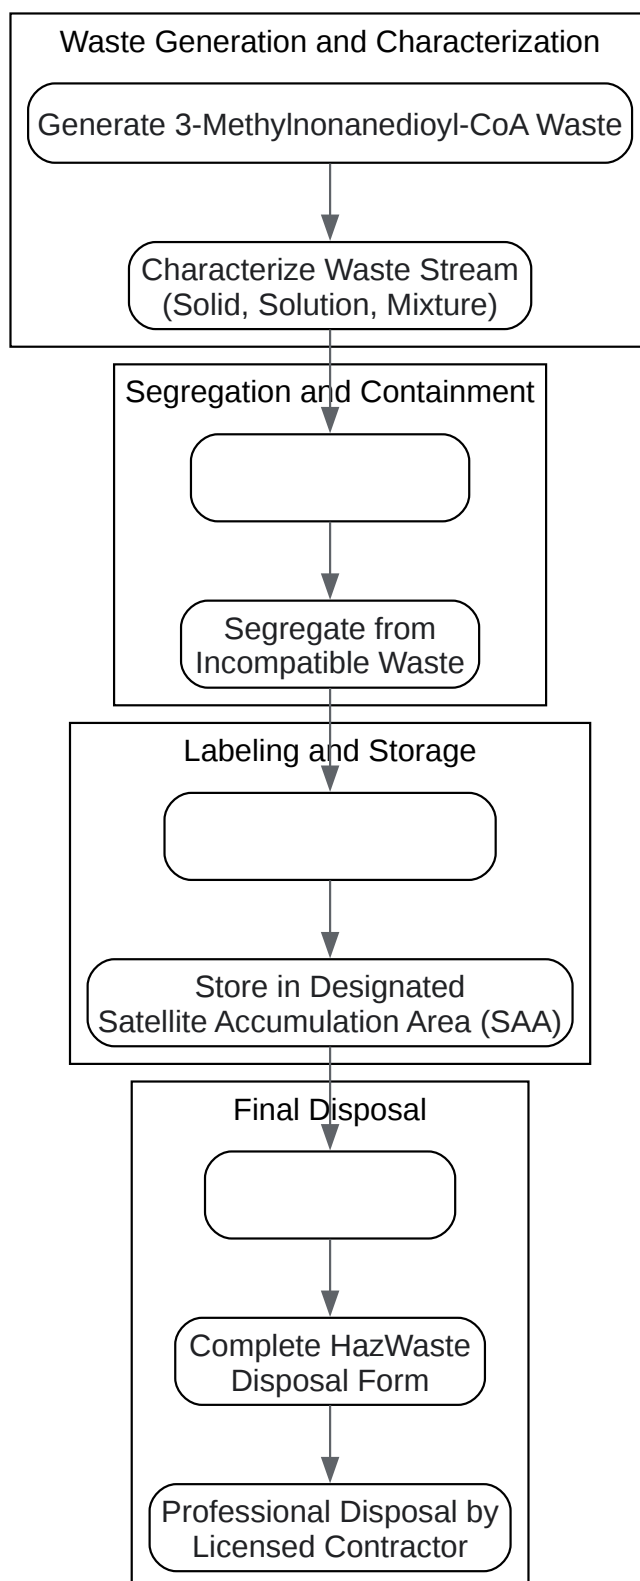 Waste Generation and Characterization
Generate 3-Methylnonanedioyl-CoA Waste
Characterize Waste Stream
(Solid, Solution, Mixture)
Segregation and Containment
Segregate from
Incompatible Waste
Labeling and Storage
Store in Designated
Satellite Accumulation Area (SAA)
Final Disposal
Complete HazWaste
Disposal Form
Professional Disposal by
Licensed Contractor